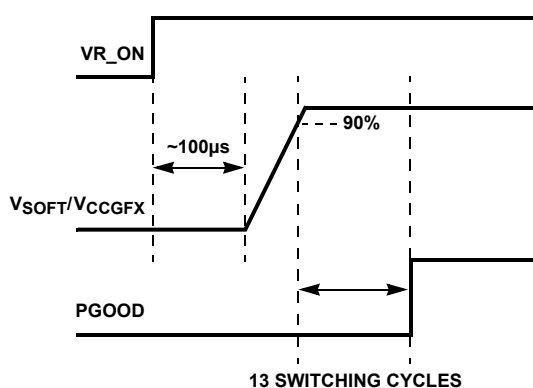 VR_ON
90%
~100µs
VSOFT/VCCGFX
PGOOD
13 SWITCHING CYCLES